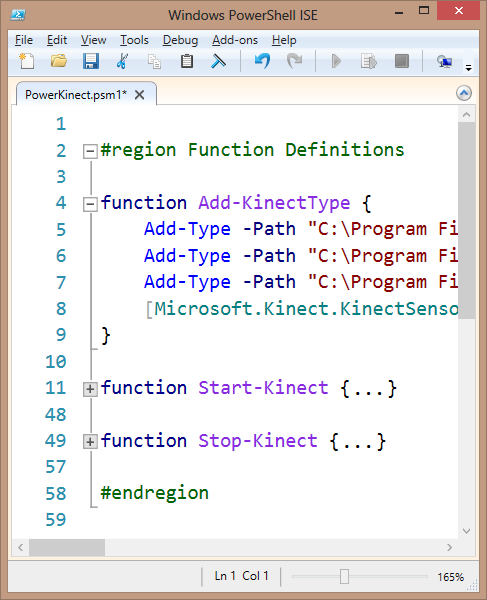 Windows PowerShell ISE
File Edit View Tools Debug Add-ons Help
PowerKinect.psm1*
1
2 #region Function Definitions
3
4 function Add-KinectType {
5 Add-Type -Path "C:\Program Fi
6 Add-Type -Path "C:\Program Fi
7 Add-Type -Path "C:\Program Fi
8 [Microsoft.Kinect.KinectSenso
9 }
10
11 function Start-Kinect {...}
48
49 function Stop-Kinect {...}
57
58 #endregion
59
Ln 1 Col 1 165%